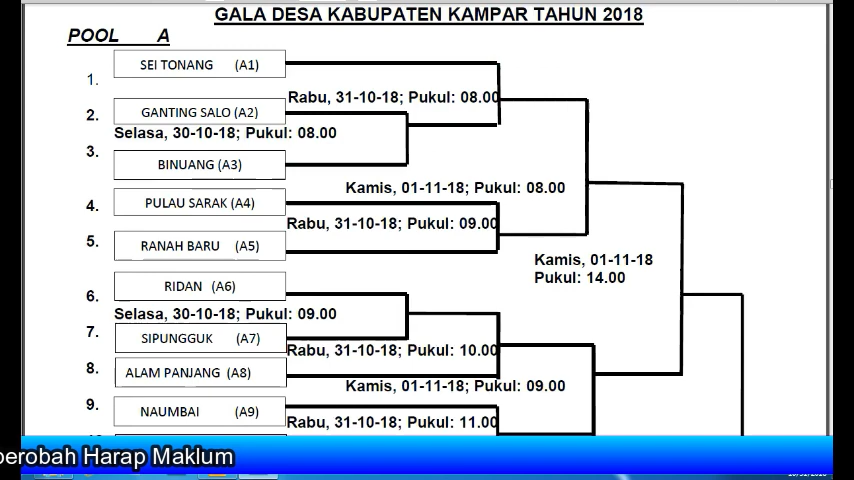 GALA DESA KABUPATEN KAMPAR TAHUN 2018
POOL A
1. SEI TONANG (A1)
Rabu, 31-10-18; Pukul: 08.00
2. GANTING SALO (A2)
Selasa, 30-10-18; Pukul: 08.00
3. BINUANG (A3)
Kamis, 01-11-18; Pukul: 08.00
4. PULAU SARAK (A4)
Rabu, 31-10-18; Pukul: 09.00
5. RANAH BARU (A5)
Kamis, 01-11-18
Pukul: 14.00
6. RIDAN (A6)
Selasa, 30-10-18; Pukul: 09.00
7. SIPUNGGUK (A7)
Rabu, 31-10-18; Pukul: 10.00
8. ALAM PANJANG (A8)
Kamis, 01-11-18; Pukul: 09.00
9. NAUMBAI (A9)
Rabu, 31-10-18; Pukul: 11.00
berobah Harap Maklum